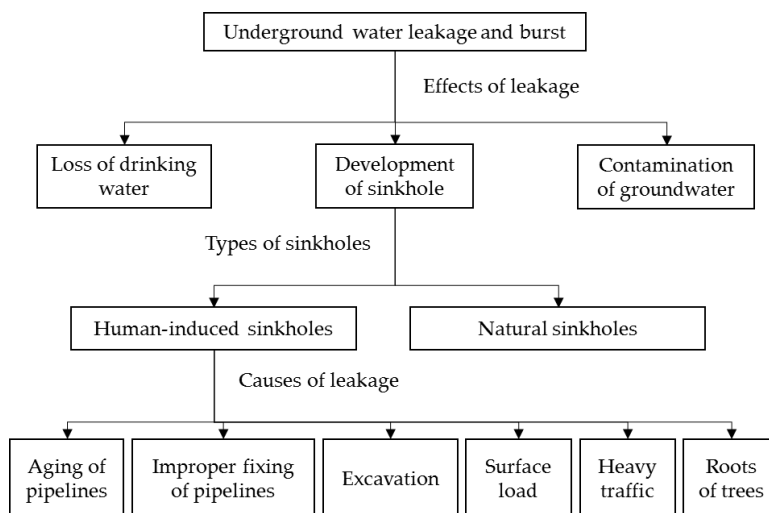 Underground water leakage and burst
Effects of leakage
Loss of drinking
water
Development
of sinkhole
Contamination
of groundwater
Types of sinkholes
Human-induced sinkholes
Natural sinkholes
Causes of leakage
Aging of
pipelines
Improper fixing
of pipelines
Excavation
Surface
load
Heavy
traffic
Roots
of trees